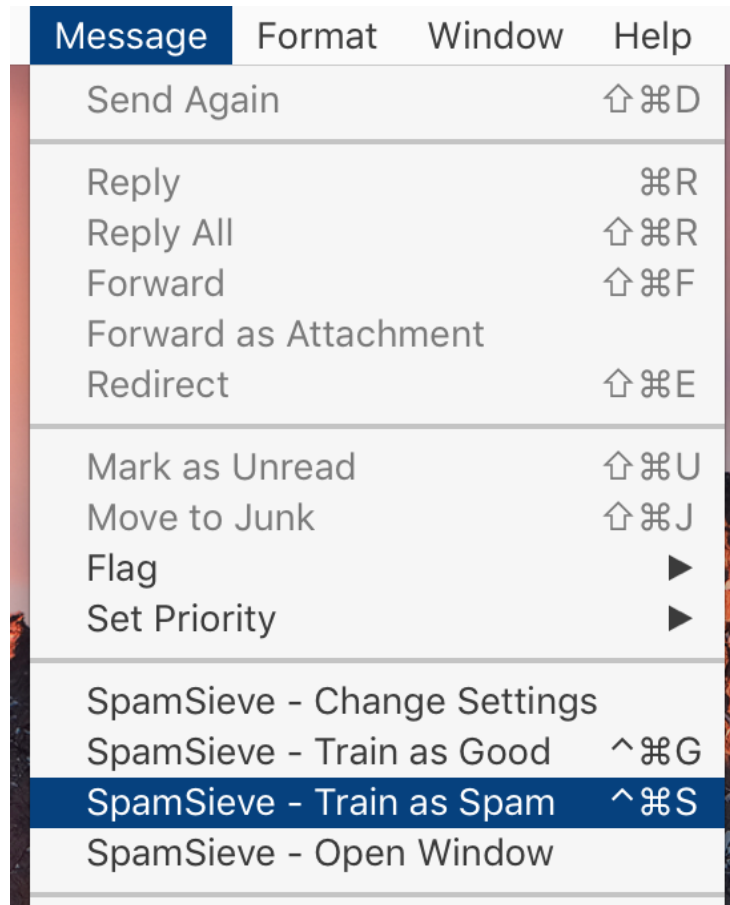 Message Format Window Help
Send Again ⇧⌘D
Reply ⌘R
Reply All ⇧⌘R
Forward ⇧⌘F
Forward as Attachment
Redirect ⇧⌘E
Mark as Unread ⇧⌘U
Move to Junk ⇧⌘J
Flag ▶
Set Priority ▶
SpamSieve - Change Settings
SpamSieve - Train as Good ^⌘G
SpamSieve - Train as Spam ^⌘S
SpamSieve - Open Window